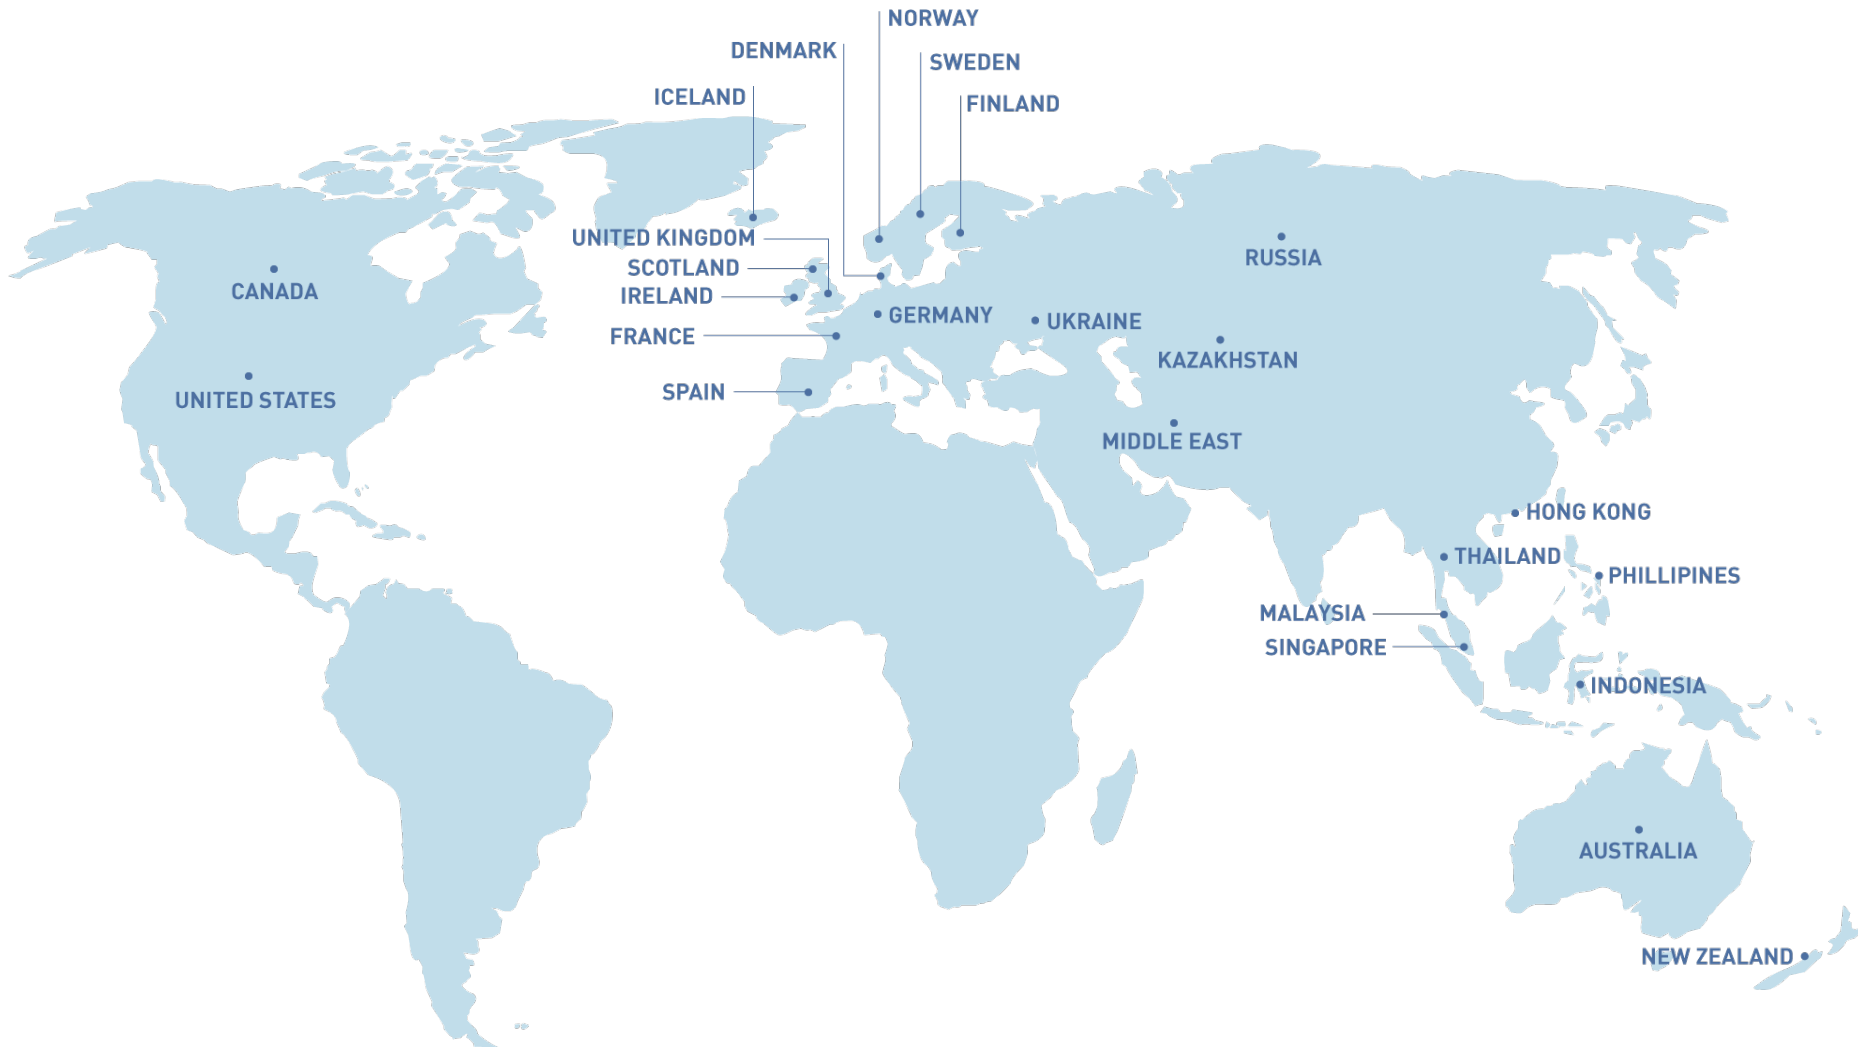 NORWAY
DENMARK
SWEDEN
ICELAND
FINLAND
UNITED KINGDOM
SCOTLAND
RUSSIA
CANADA
IRELAND
GERMANY
UKRAINE
FRANCE
KAZAKHSTAN
SPAIN
UNITED STATES
MIDDLE EAST
HONG KONG
THAILAND
PHILLIPINES
MALAYSIA
SINGAPORE
INDONESIA
AUSTRALIA
NEW ZEALAND